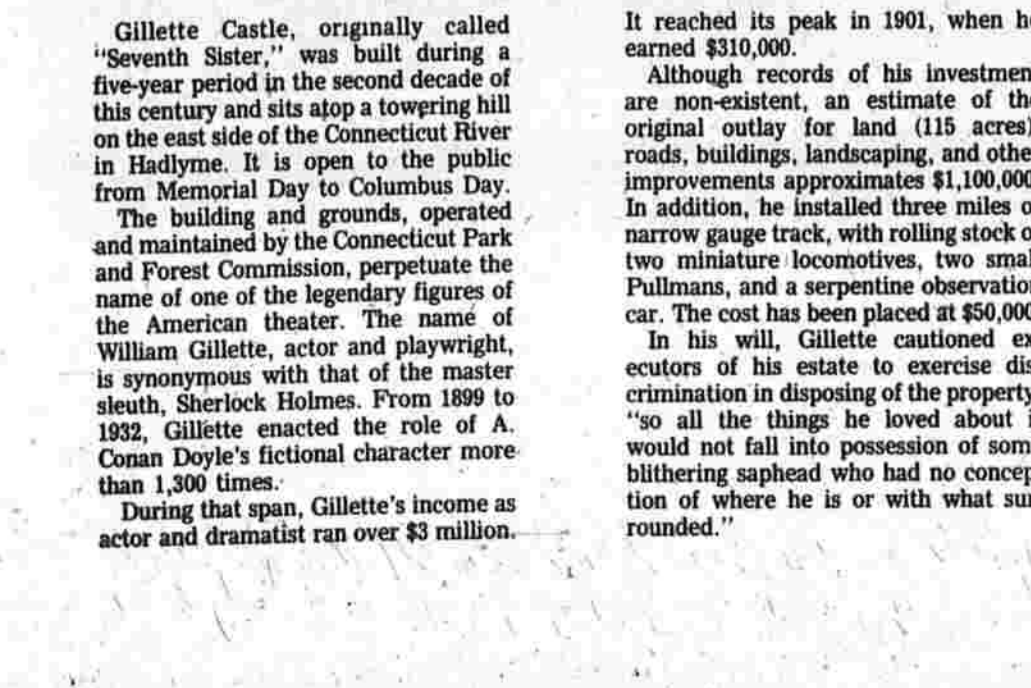 Gillette Castle, originally called
"Seventh Sister," was built during a
five-year period in the second decade of
this century and sits atop a towering hill
on the east side of the Connecticut River
in Hadlyme. It is open to the public
from Memorial Day to Columbus Day.
The building and grounds, operated
and maintained by the Connecticut Park
and Forest Commission, perpetuate the
name of one of the legendary figures of
the American theater. The name of
William Gillette, actor and playwright,
is synonymous with that of the master
sleuth, Sherlock Holmes. From 1899 to
1932, Gillette enacted the role of A.
Conan Doyle's fictional character more
than 1,300 times.
During that span, Gillette's income as
actor and dramatist ran over $3 million.
It reached its peak in 1901, when he
earned $310,000.
Although records of his investmen
are non-existent, an estimate of th
original outlay for land (115 acres)
roads, buildings, landscaping, and othe
improvements approximates $1,100,000
In addition, he installed three miles o
narrow gauge track, with rolling stock o
two miniature locomotives, two smal
Pullmans, and a serpentine observatio
car. The cost has been placed at $50,000
In his will, Gillette cautioned ex
ecutors of his estate to exercise dis
crimination in disposing of the property
"so all the things he loved about
would not fall into possession of som
blithering saphead who had no concep
tion of where he is or with what su
rounded."